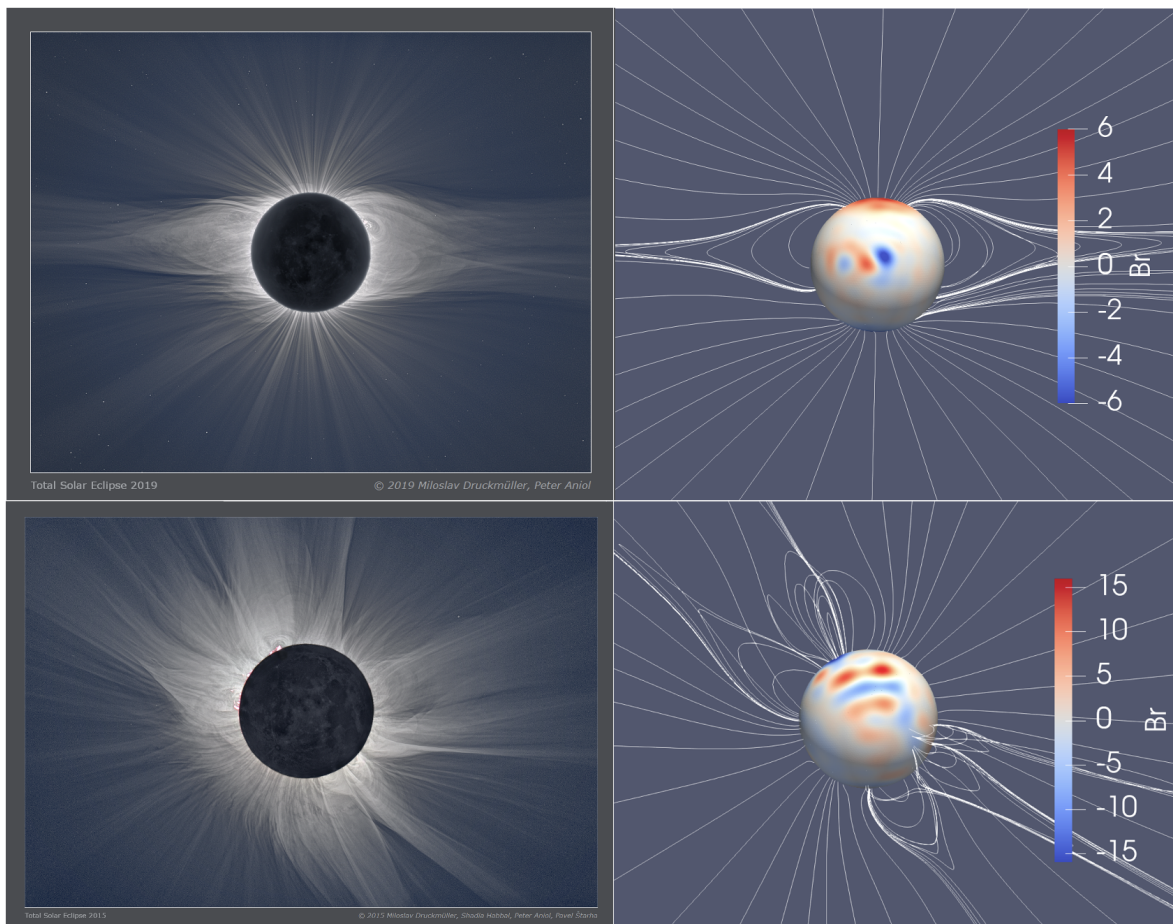 Total Solar Eclipse 2019
© 2019 Miloslav Druckmüller, Peter Aniol
6
4
2
0
-2
-4
-6
Br
Total Solar Eclipse 2015
© 2015 Miloslav Druckmüller, Shadia Habbal, Peter Aniol, Pavel Štarha
15
10
5
0
-5
-10
-15
Br